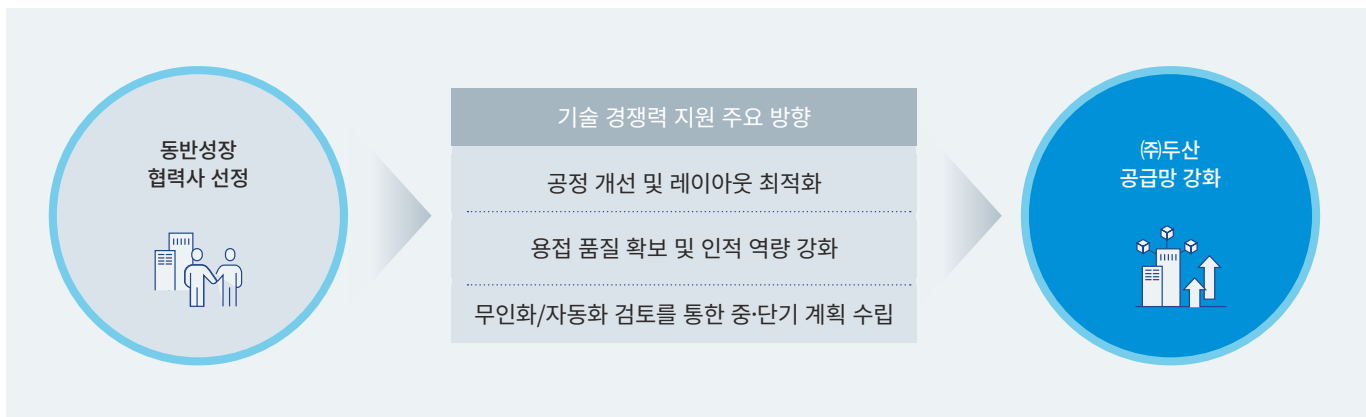 동반성장
협력사 선정
기술 경쟁력 지원 주요 방향
공정 개선 및 레이아웃 최적화
용접 품질 확보 및 인적 역량 강화
무인화/자동화 검토를 통한 중·단기 계획 수립
㈜두산
공급망 강화